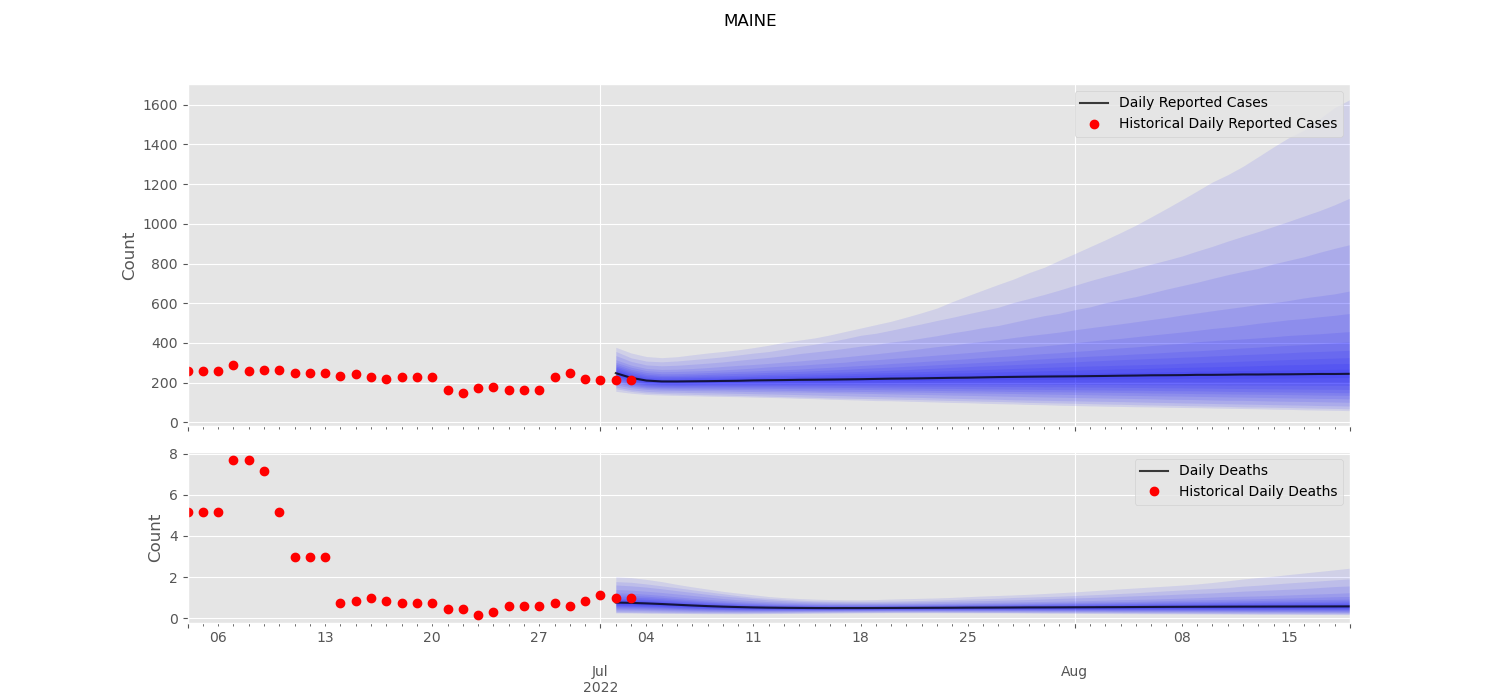 MAINE
Daily Reported Cases
Historical Daily Reported Cases
Count
1600
1400
1200
1000
800
600
400
200
0
Daily Deaths
Historical Daily Deaths
Count
8
6
4
2
0
06 13 20 27 04 11 18 25 08 15
Jul Aug
2022